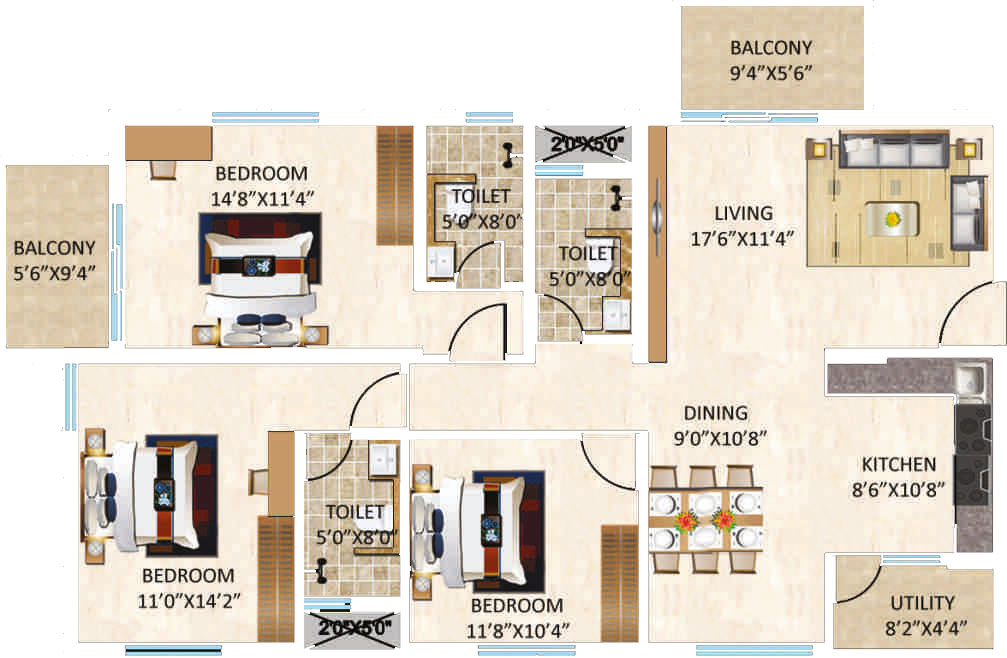 BALCONY
9’4”X5’6”
2'0"X5'0"
BEDROOM
14’8”X11’4”
TOILET
5’0”X8’0”
LIVING
17’6”X11’4”
BALCONY
5’6”X9’4”
TOILET
5’0”X8’0”
DINING
9’0”X10’8”
KITCHEN
8’6”X10’8”
TOILET
5’0”X8’0”
BEDROOM
11’0”X14’2”
BEDROOM
11’8”X10’4”
UTILITY
8’2”X4’4”
2'0"X5'0"